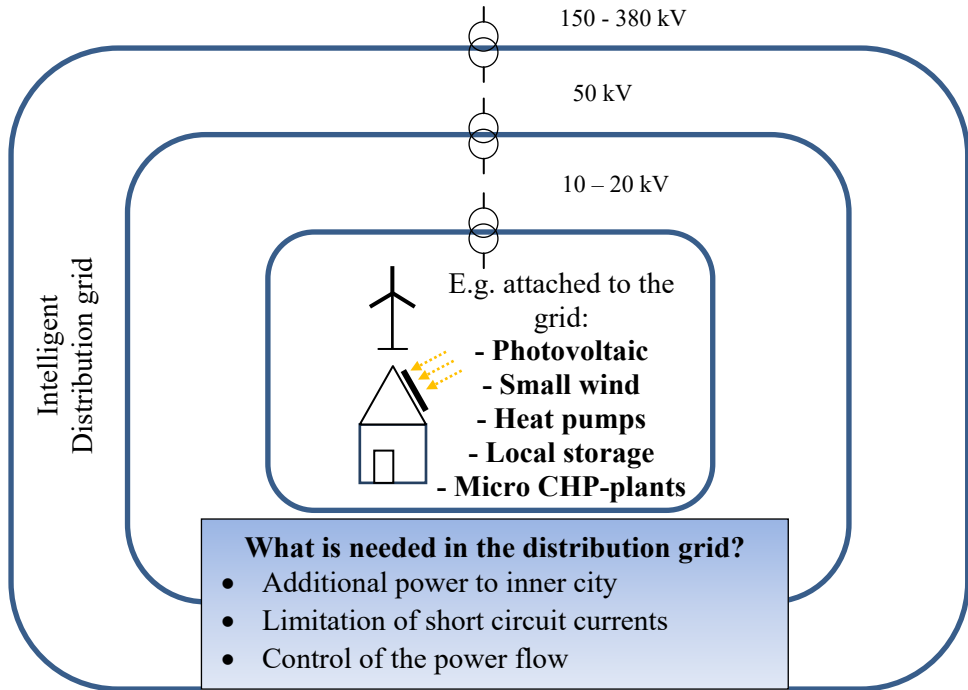 150 - 380 kV
50 kV
10 – 20 kV
Intelligent
Distribution grid
E.g. attached to the
grid:
- Photovoltaic
- Small wind
- Heat pumps
- Local storage
- Micro CHP-plants
What is needed in the distribution grid?
• Additional power to inner city
• Limitation of short circuit currents
• Control of the power flow